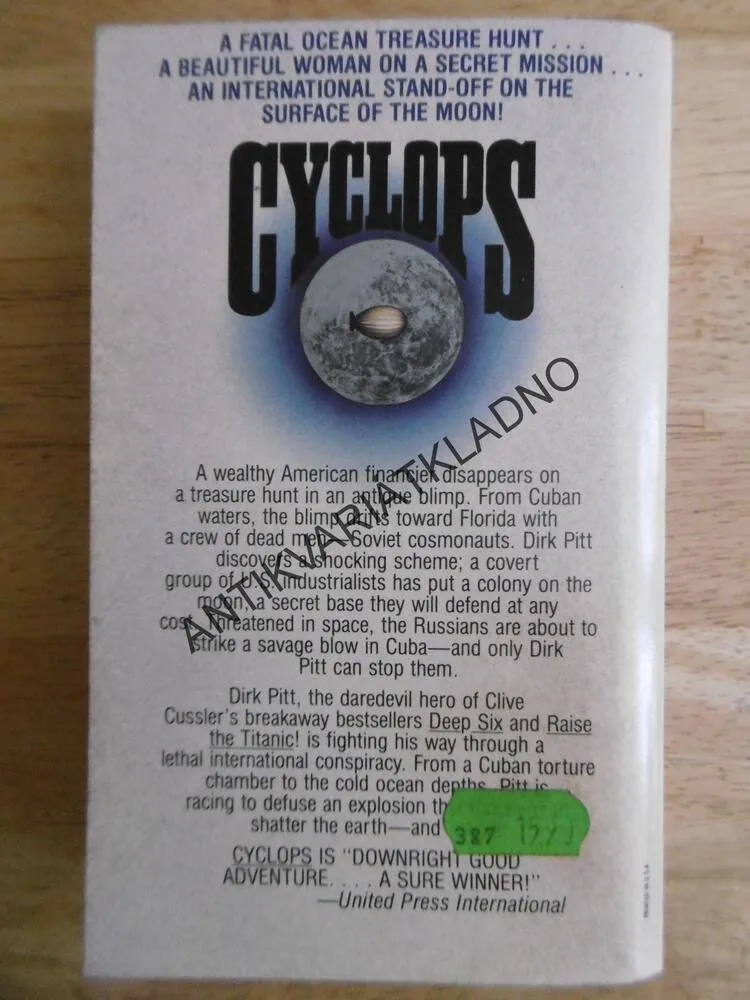 A FATAL OCEAN TREASURE HUNT . . .
A BEAUTIFUL WOMAN ON A SECRET MISSION . . .
AN INTERNATIONAL STAND-OFF ON THE
SURFACE OF THE MOON!
CYCLOPS
A wealthy American financier disappears on
a treasure hunt in an antique blimp. From Cuban
waters, the blimp drifts toward Florida with
a crew of dead men—Soviet cosmonauts. Dirk Pitt
discovers a shocking scheme; a covert
group of U.S. industrialists has put a colony on the
moon, a secret base they will defend at any
cost. Threatened in space, the Russians are about to
strike a savage blow in Cuba—and only Dirk
Pitt can stop them.
Dirk Pitt, the daredevil hero of Clive
Cussler's breakaway bestsellers Deep Six and Raise
the Titanic! is fighting his way through a
lethal international conspiracy. From a Cuban torture
chamber to the cold ocean depths, Pitt is
racing to defuse an explosion
shatter the earth—and
387
CYCLOPS IS "DOWNRIGHT GOOD
ADVENTURE. . . . A SURE WINNER!"
—United Press International
ANTIKVARIATKLADNO